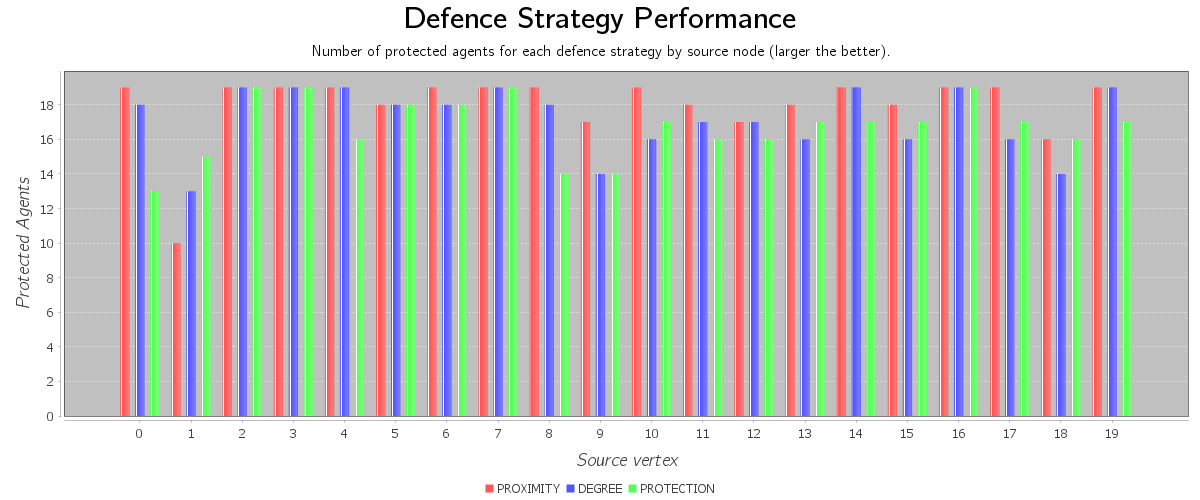 Defence Strategy Performance
Number of protected agents for each defence strategy by source node (larger the better).
Protected Agents
18
16
14
12
10
8
6
4
2
0
0 1 2 3 4 5 6 7 8 9 10 11 12 13 14 15 16 17 18 19
Source vertex
PROXIMITY DEGREE PROTECTION